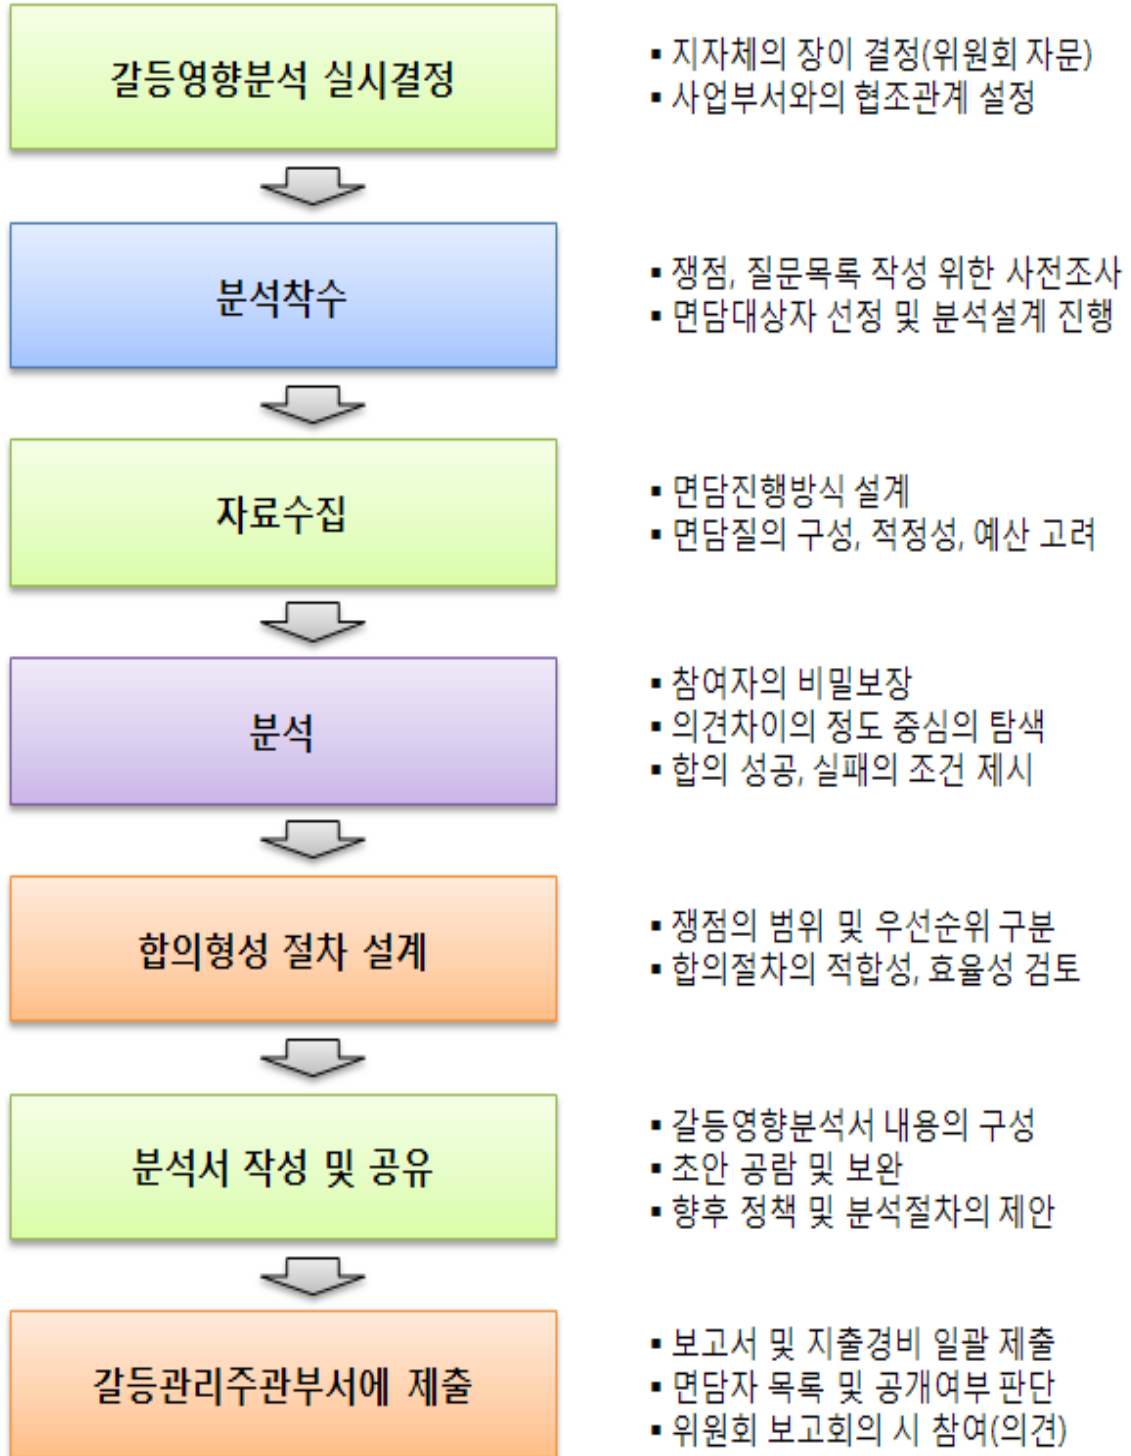 갈등영향분석 실시결정
▪ 지자체의 장이 결정(위원회 자문)
▪ 사업부서와의 협조관계 설정
분석착수
▪ 쟁점, 질문목록 작성 위한 사전조사
▪ 면담대상자 선정 및 분석설계 진행
자료수집
▪ 면담진행방식 설계
▪ 면담질의 구성, 적정성, 예산 고려
분석
▪ 참여자의 비밀보장
▪ 의견차이의 정도 중심의 탐색
▪ 합의 성공, 실패의 조건 제시
합의형성 절차 설계
▪ 쟁점의 범위 및 우선순위 구분
▪ 합의절차의 적합성, 효율성 검토
분석서 작성 및 공유
▪ 갈등영향분석서 내용의 구성
▪ 초안 공람 및 보완
▪ 향후 정책 및 분석절차의 제안
갈등관리주관부서에 제출
▪ 보고서 및 지출경비 일괄 제출
▪ 면담자 목록 및 공개여부 판단
▪ 위원회 보고회의 시 참여(의견)